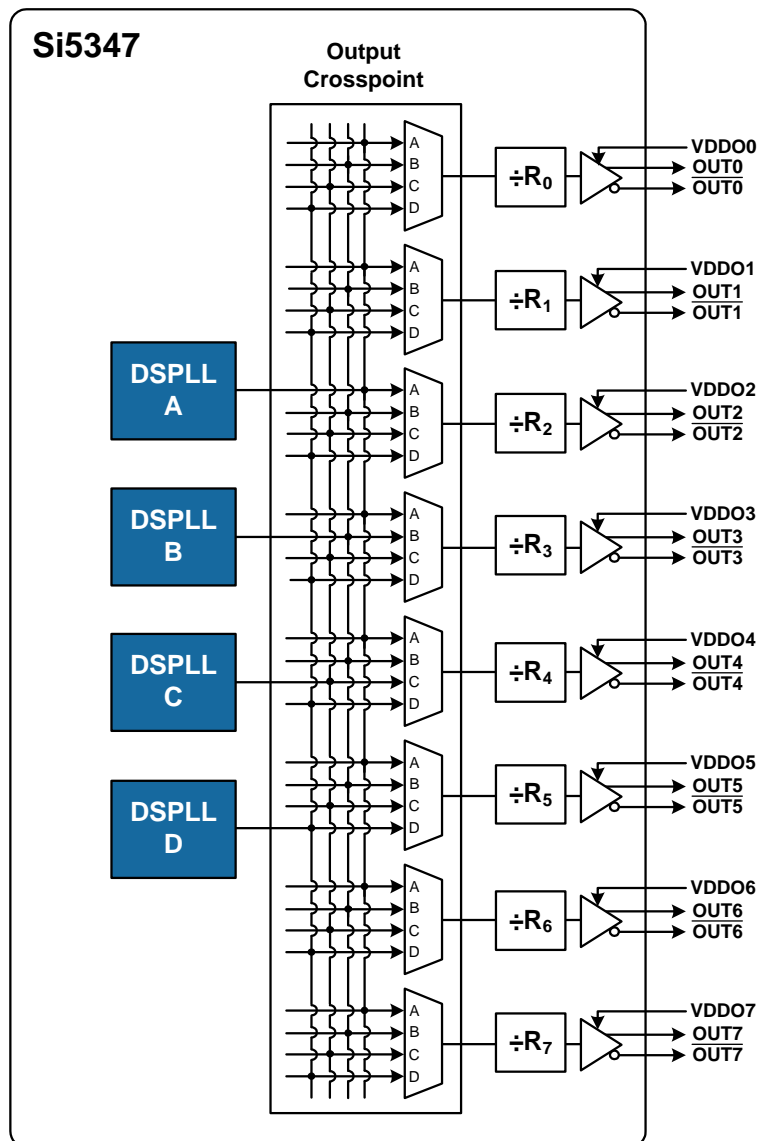 Si5347
Output
Crosspoint
A
B
C
D
÷R0
VDDO0
OUT0
OUT0
A
B
C
D
÷R1
VDDO1
OUT1
OUT1
DSPLL
A
A
B
C
D
÷R2
VDDO2
OUT2
OUT2
DSPLL
B
A
B
C
D
÷R3
VDDO3
OUT3
OUT3
DSPLL
C
A
B
C
D
÷R4
VDDO4
OUT4
OUT4
DSPLL
D
A
B
C
D
÷R5
VDDO5
OUT5
OUT5
A
B
C
D
÷R6
VDDO6
OUT6
OUT6
A
B
C
D
÷R7
VDDO7
OUT7
OUT7